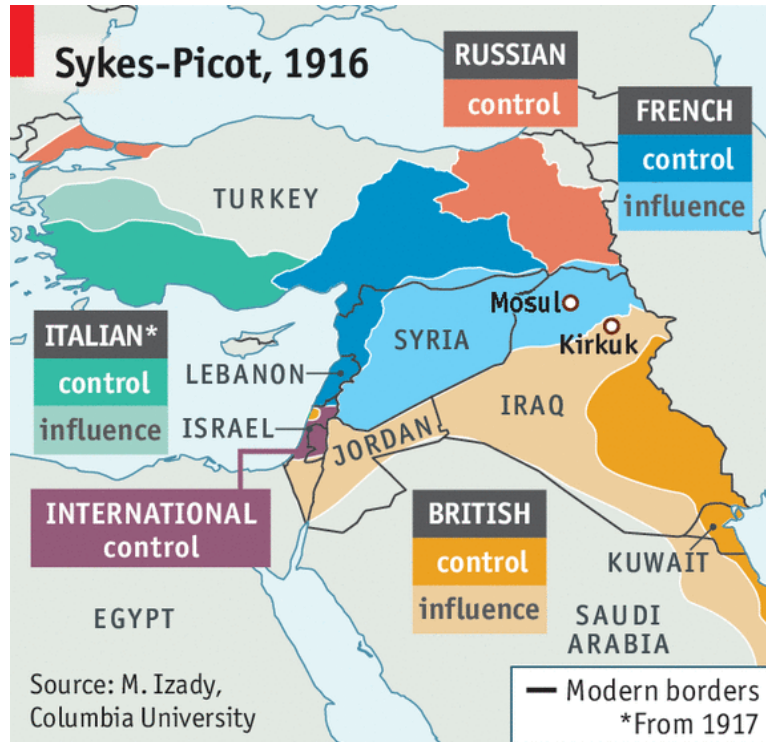 Sykes-Picot, 1916
RUSSIAN
control
FRENCH
control
influence
TURKEY
Mosul
Kirkuk
SYRIA
ITALIAN*
control
influence
LEBANON
IRAQ
ISRAEL
JORDAN
INTERNATIONAL
control
BRITISH
control
influence
KUWAIT
EGYPT
SAUDI
ARABIA
Source: M. Izady,
Columbia University
Modern borders
*From 1917